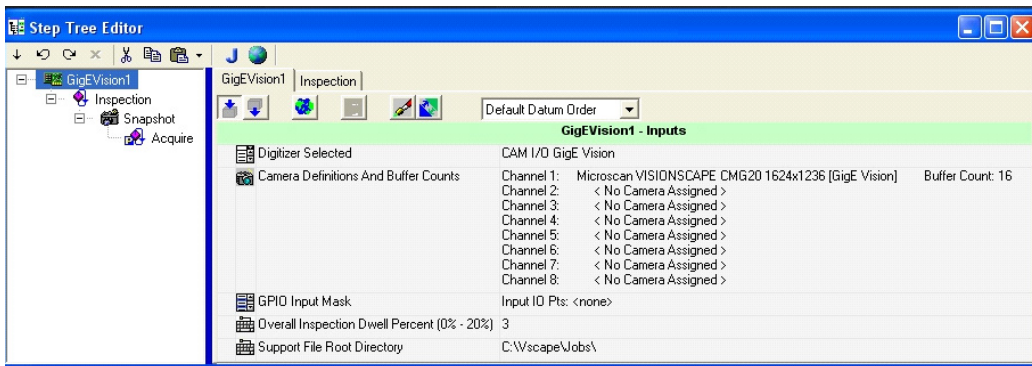 Step Tree Editor
GigEVision1
Inspection
Snapshot
Acquire
GigEVision1 Inspection
Default Datum Order
GigEVision1 - Inputs
Digitizer Selected CAM I/O GigE Vision
Camera Definitions And Buffer Counts Channel 1: Microscan VISIONSCAPE CMG20 1624x1236 [GigE Vision] Buffer Count: 16
Channel 2: < No Camera Assigned >
Channel 3: < No Camera Assigned >
Channel 4: < No Camera Assigned >
Channel 5: < No Camera Assigned >
Channel 6: < No Camera Assigned >
Channel 7: < No Camera Assigned >
Channel 8: < No Camera Assigned >
GPIO Input Mask Input IO Pts: <none>
Overall Inspection Dwell Percent (0% - 20%) 3
Support File Root Directory C:\Vscape\Jobs\